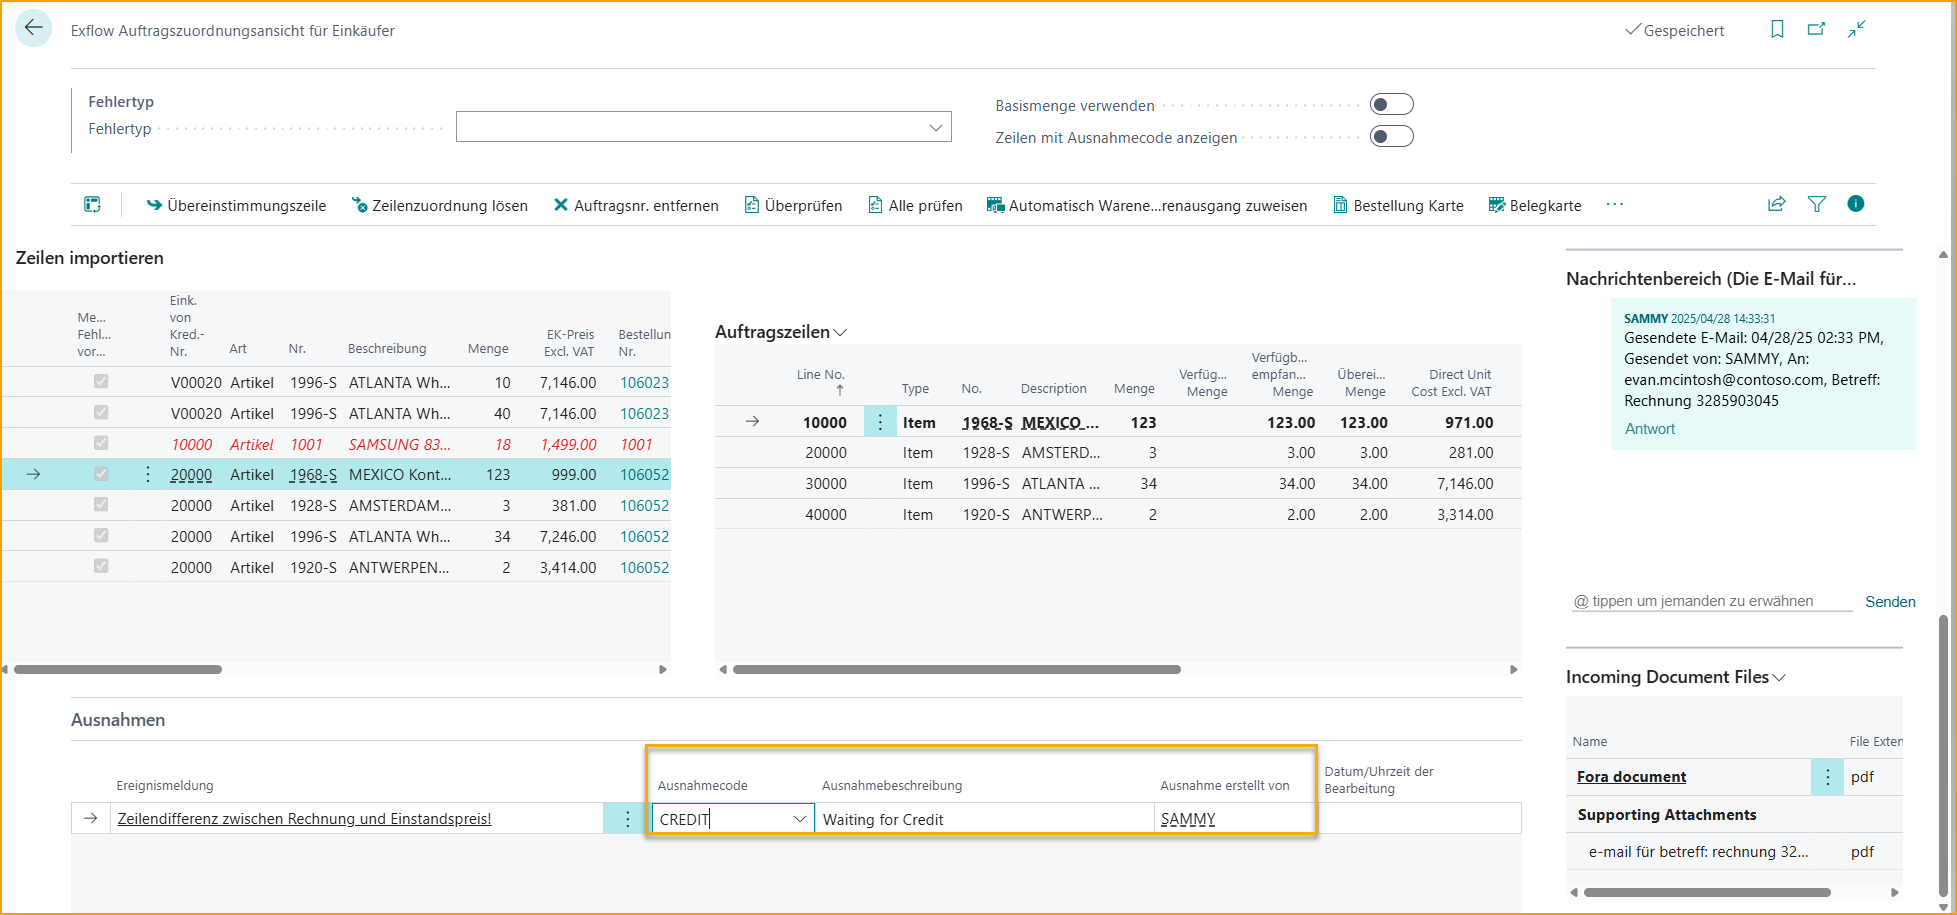 Exflow Auftragszuordnungsansicht für Einkäufer
Gespeichert
Fehlertyp
Fehlertyp
Basismenge verwenden
Zeilen mit Ausnahmecode anzeigen
Übereinstimmungszeile Zeilenzuordnung lösen Auftragsnr. entfernen Überprüfen Alle prüfen Automatisch Warene...renausgang zuweisen Bestellung Karte Belegkarte ...
Zeilen importieren
Me... Fehl... vor... Eink. von Kred.-Nr. Art Nr. Beschreibung Menge EK-Preis Excl. VAT Bestellun Nr.
V00020 Artikel 1996-S ATLANTA Wh... 10 7,146.00 106023
V00020 Artikel 1996-S ATLANTA Wh... 40 7,146.00 106023
10000 Artikel 1001 SAMSUNG 83... 18 1,499.00 1001
20000 Artikel 1968-S MEXICO Kont... 123 999.00 106052
20000 Artikel 1928-S AMSTERDAM... 3 381.00 106052
20000 Artikel 1996-S ATLANTA Wh... 34 7,246.00 106052
20000 Artikel 1920-S ANTWERPEN... 2 3,414.00 106052
Auftragszeilen
Line No. ↑ Type No. Description Menge Verfüg... Menge Verfügb... empfan... Menge Überei... Menge Direct Unit Cost Excl. VAT
10000 Item 1968-S MEXICO ... 123 123.00 123.00 971.00
20000 Item 1928-S AMSTERD... 3 3.00 3.00 281.00
30000 Item 1996-S ATLANTA ... 34 34.00 34.00 7,146.00
40000 Item 1920-S ANTWERP... 2 2.00 2.00 3,314.00
Nachrichtenbereich (Die E-Mail für...
SAMMY 2025/04/28 14:33:31
Gesendete E-Mail: 04/28/25 02:33 PM,
Gesendet von: SAMMY, An:
evan.mcintosh@contoso.com, Betreff:
Rechnung 3285903045
Antwort
@ tippen um jemanden zu erwähnen
Senden
Incoming Document Files
Name File Exten
Fora document pdf
Supporting Attachments
e-mail für betreff: rechnung 32... pdf
Ausnahmen
Ereignismeldung Ausnahmecode Ausnahmebeschreibung Ausnahme erstellt von Datum/Uhrzeit der Bearbeitung
Zeilendifferenz zwischen Rechnung und Einstandspreis! CREDIT Waiting for Credit SAMMY